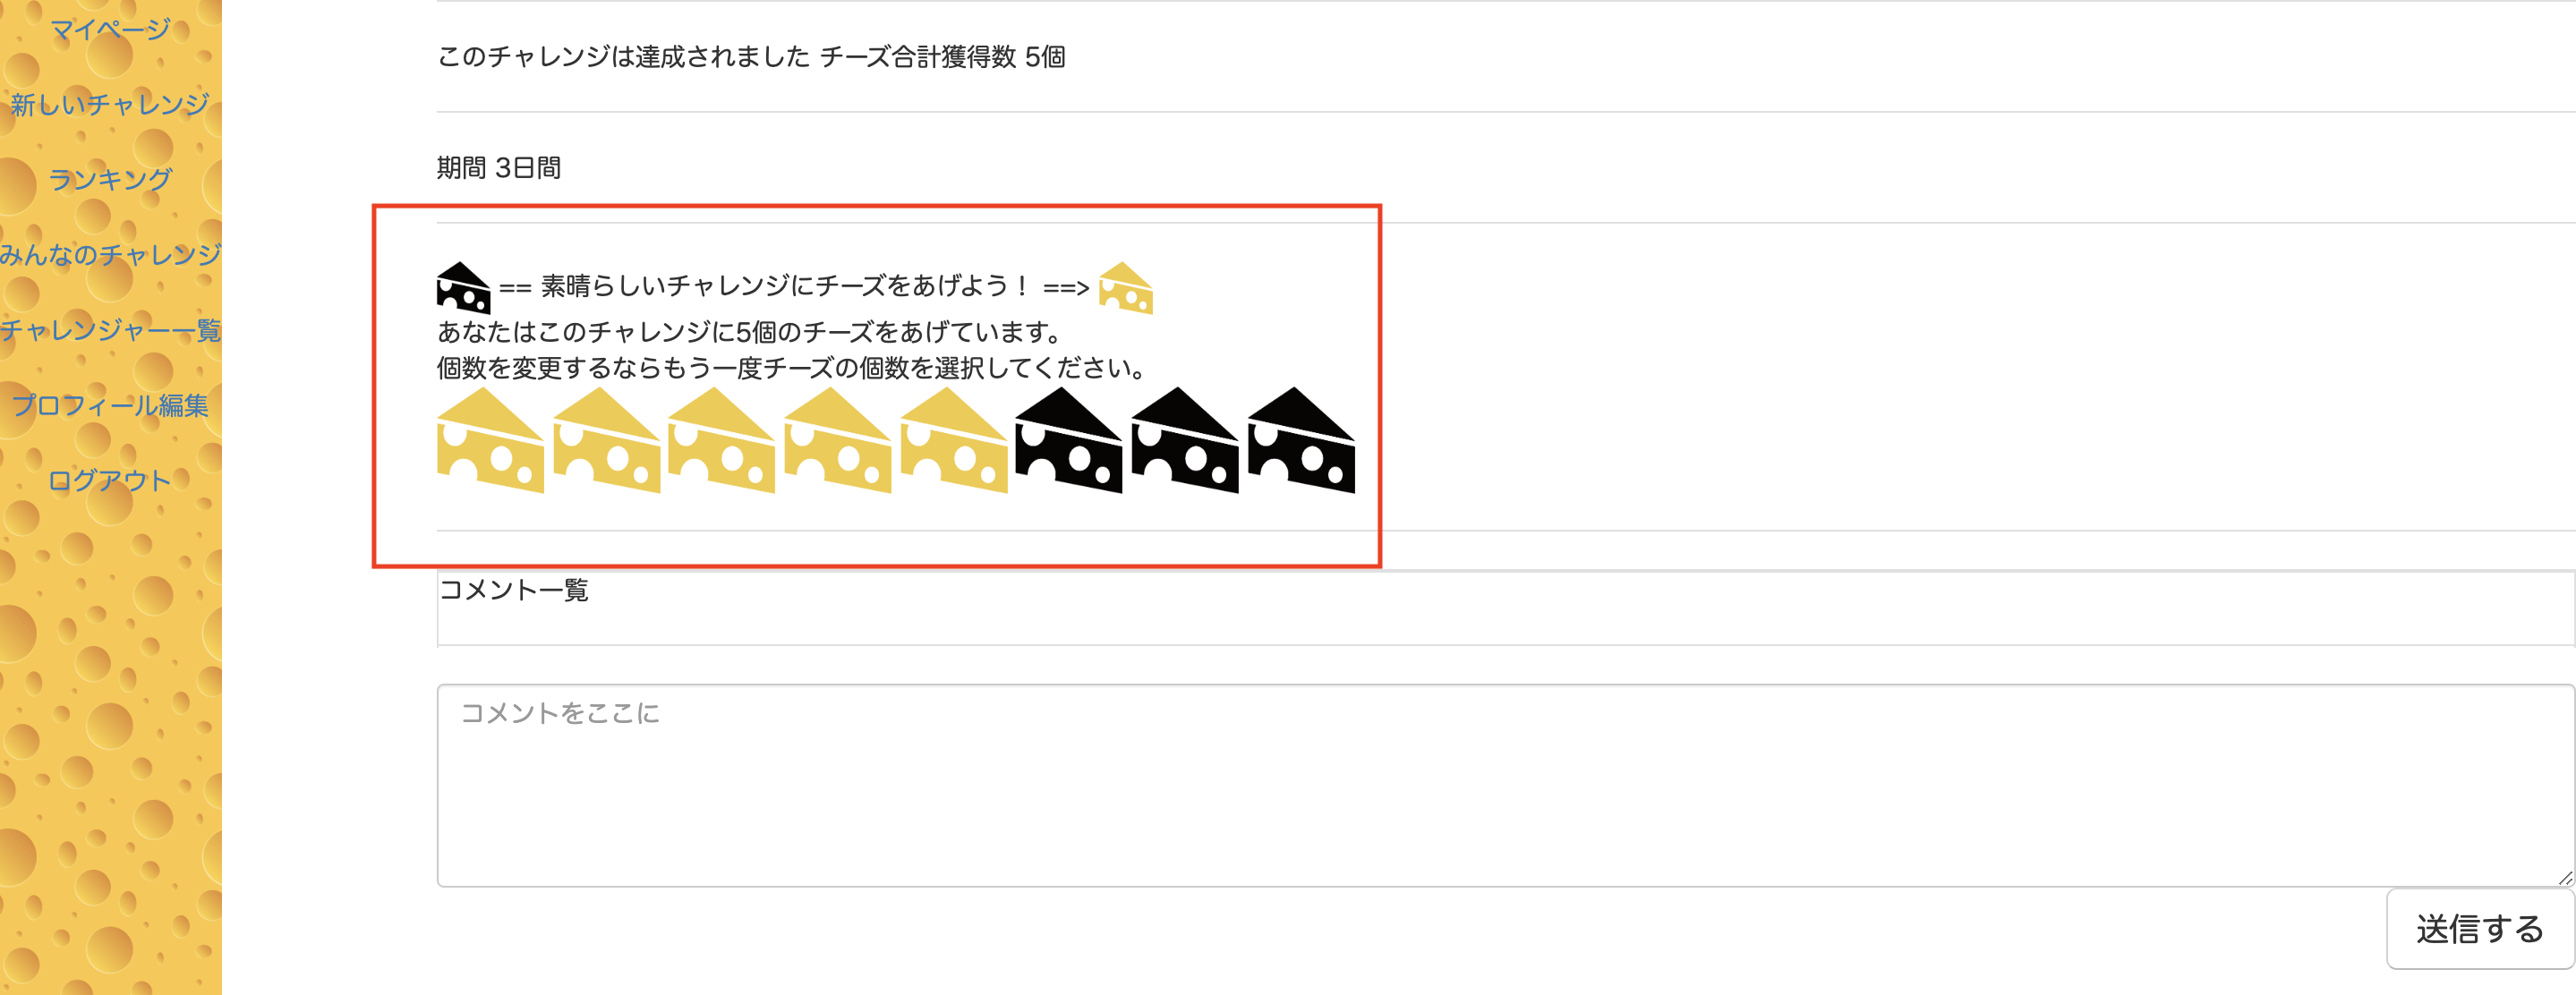 マイページ
新しいチャレンジ
ランキング
みんなのチャレンジ
チャレンジャー一覧
プロフィール編集
ログアウト
このチャレンジは達成されました チーズ合計獲得数 5個
期間 3日間
== 素晴らしいチャレンジにチーズをあげよう！ ==>
あなたはこのチャレンジに5個のチーズをあげています。
個数を変更するならもう一度チーズの個数を選択してください。
コメント一覧
コメントをここに
送信する